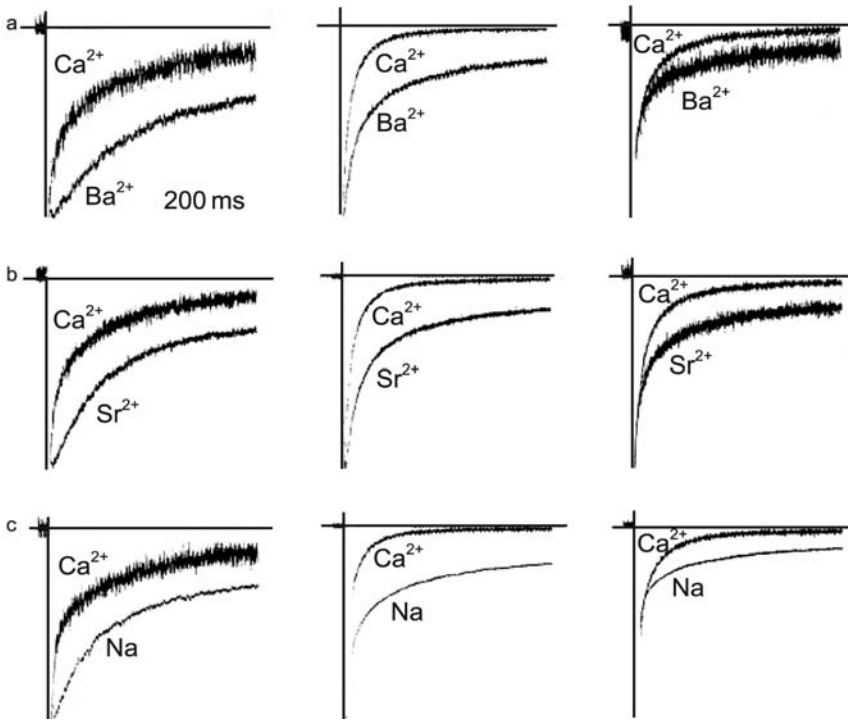 a
Ca²⁺
Ba²⁺
200 ms
Ca²⁺
Ba²⁺
Ca²⁺
Ba²⁺
b
Ca²⁺
Sr²⁺
Ca²⁺
Sr²⁺
Ca²⁺
Sr²⁺
c
Ca²⁺
Na
Ca²⁺
Na
Ca²⁺
Na